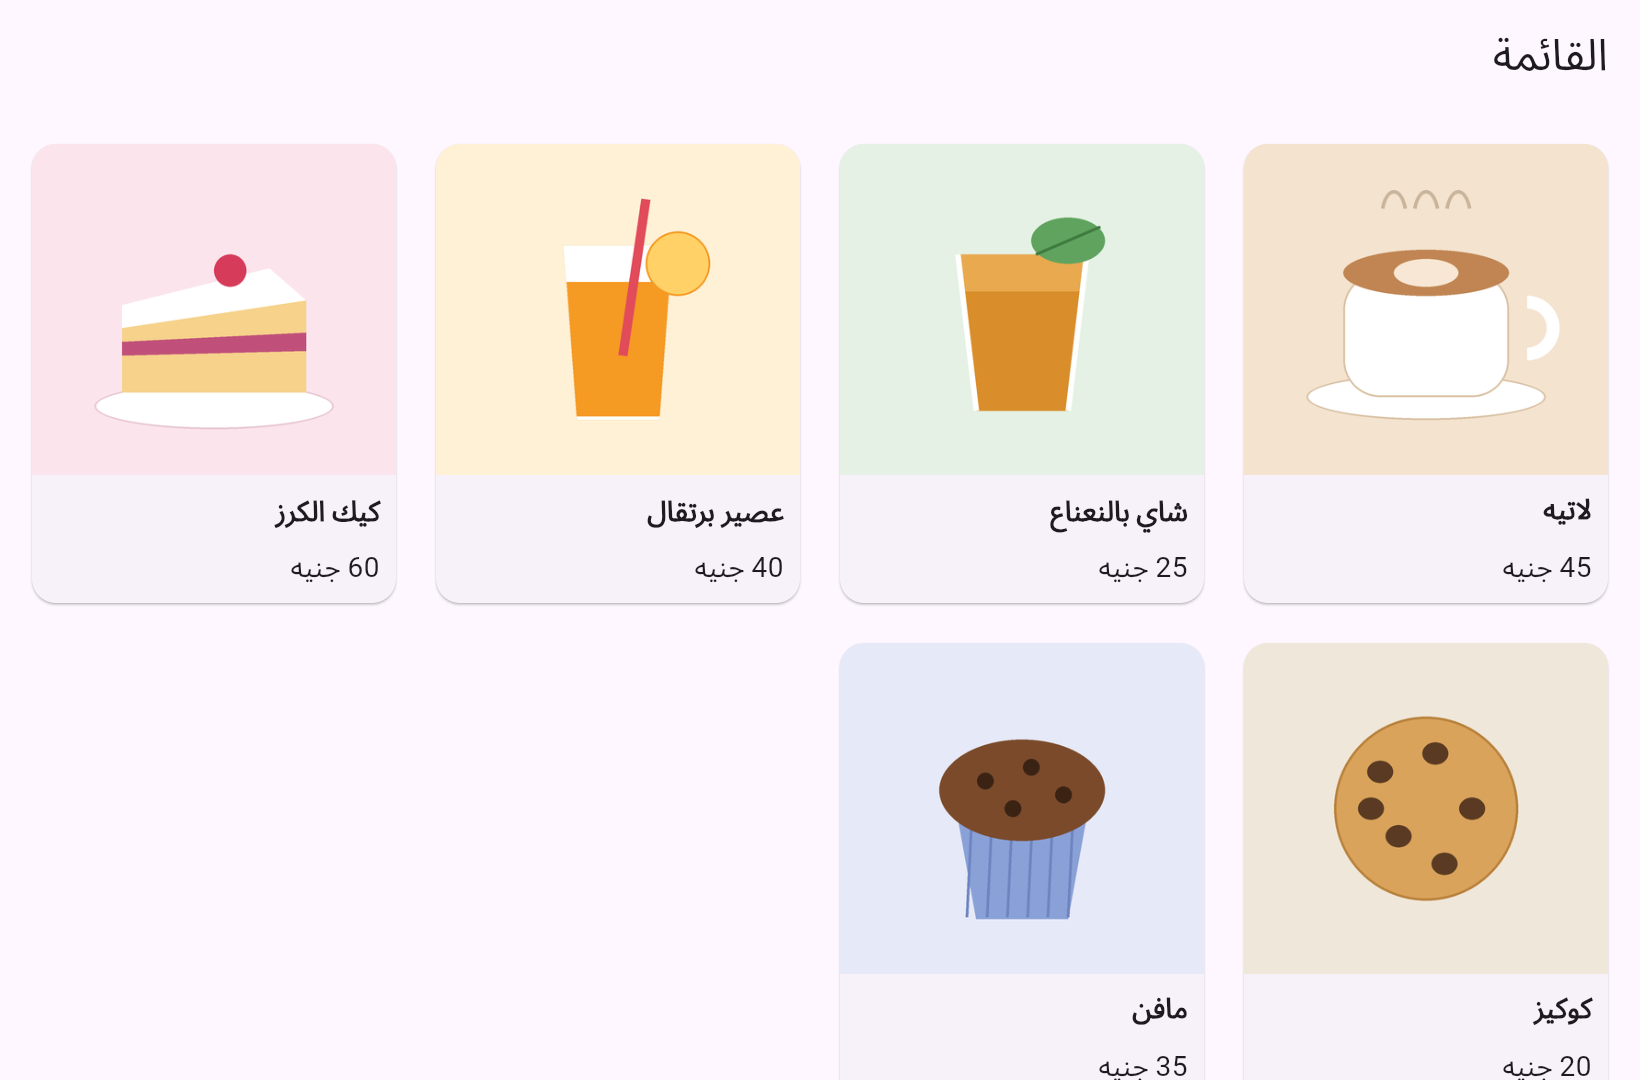 القائمة
لاتيه
45 جنيه
شاي بالنعناع
25 جنيه
عصير برتقال
40 جنيه
كيك الكرز
60 جنيه
كوكيز
20 جنيه
مافن
35 جنيه